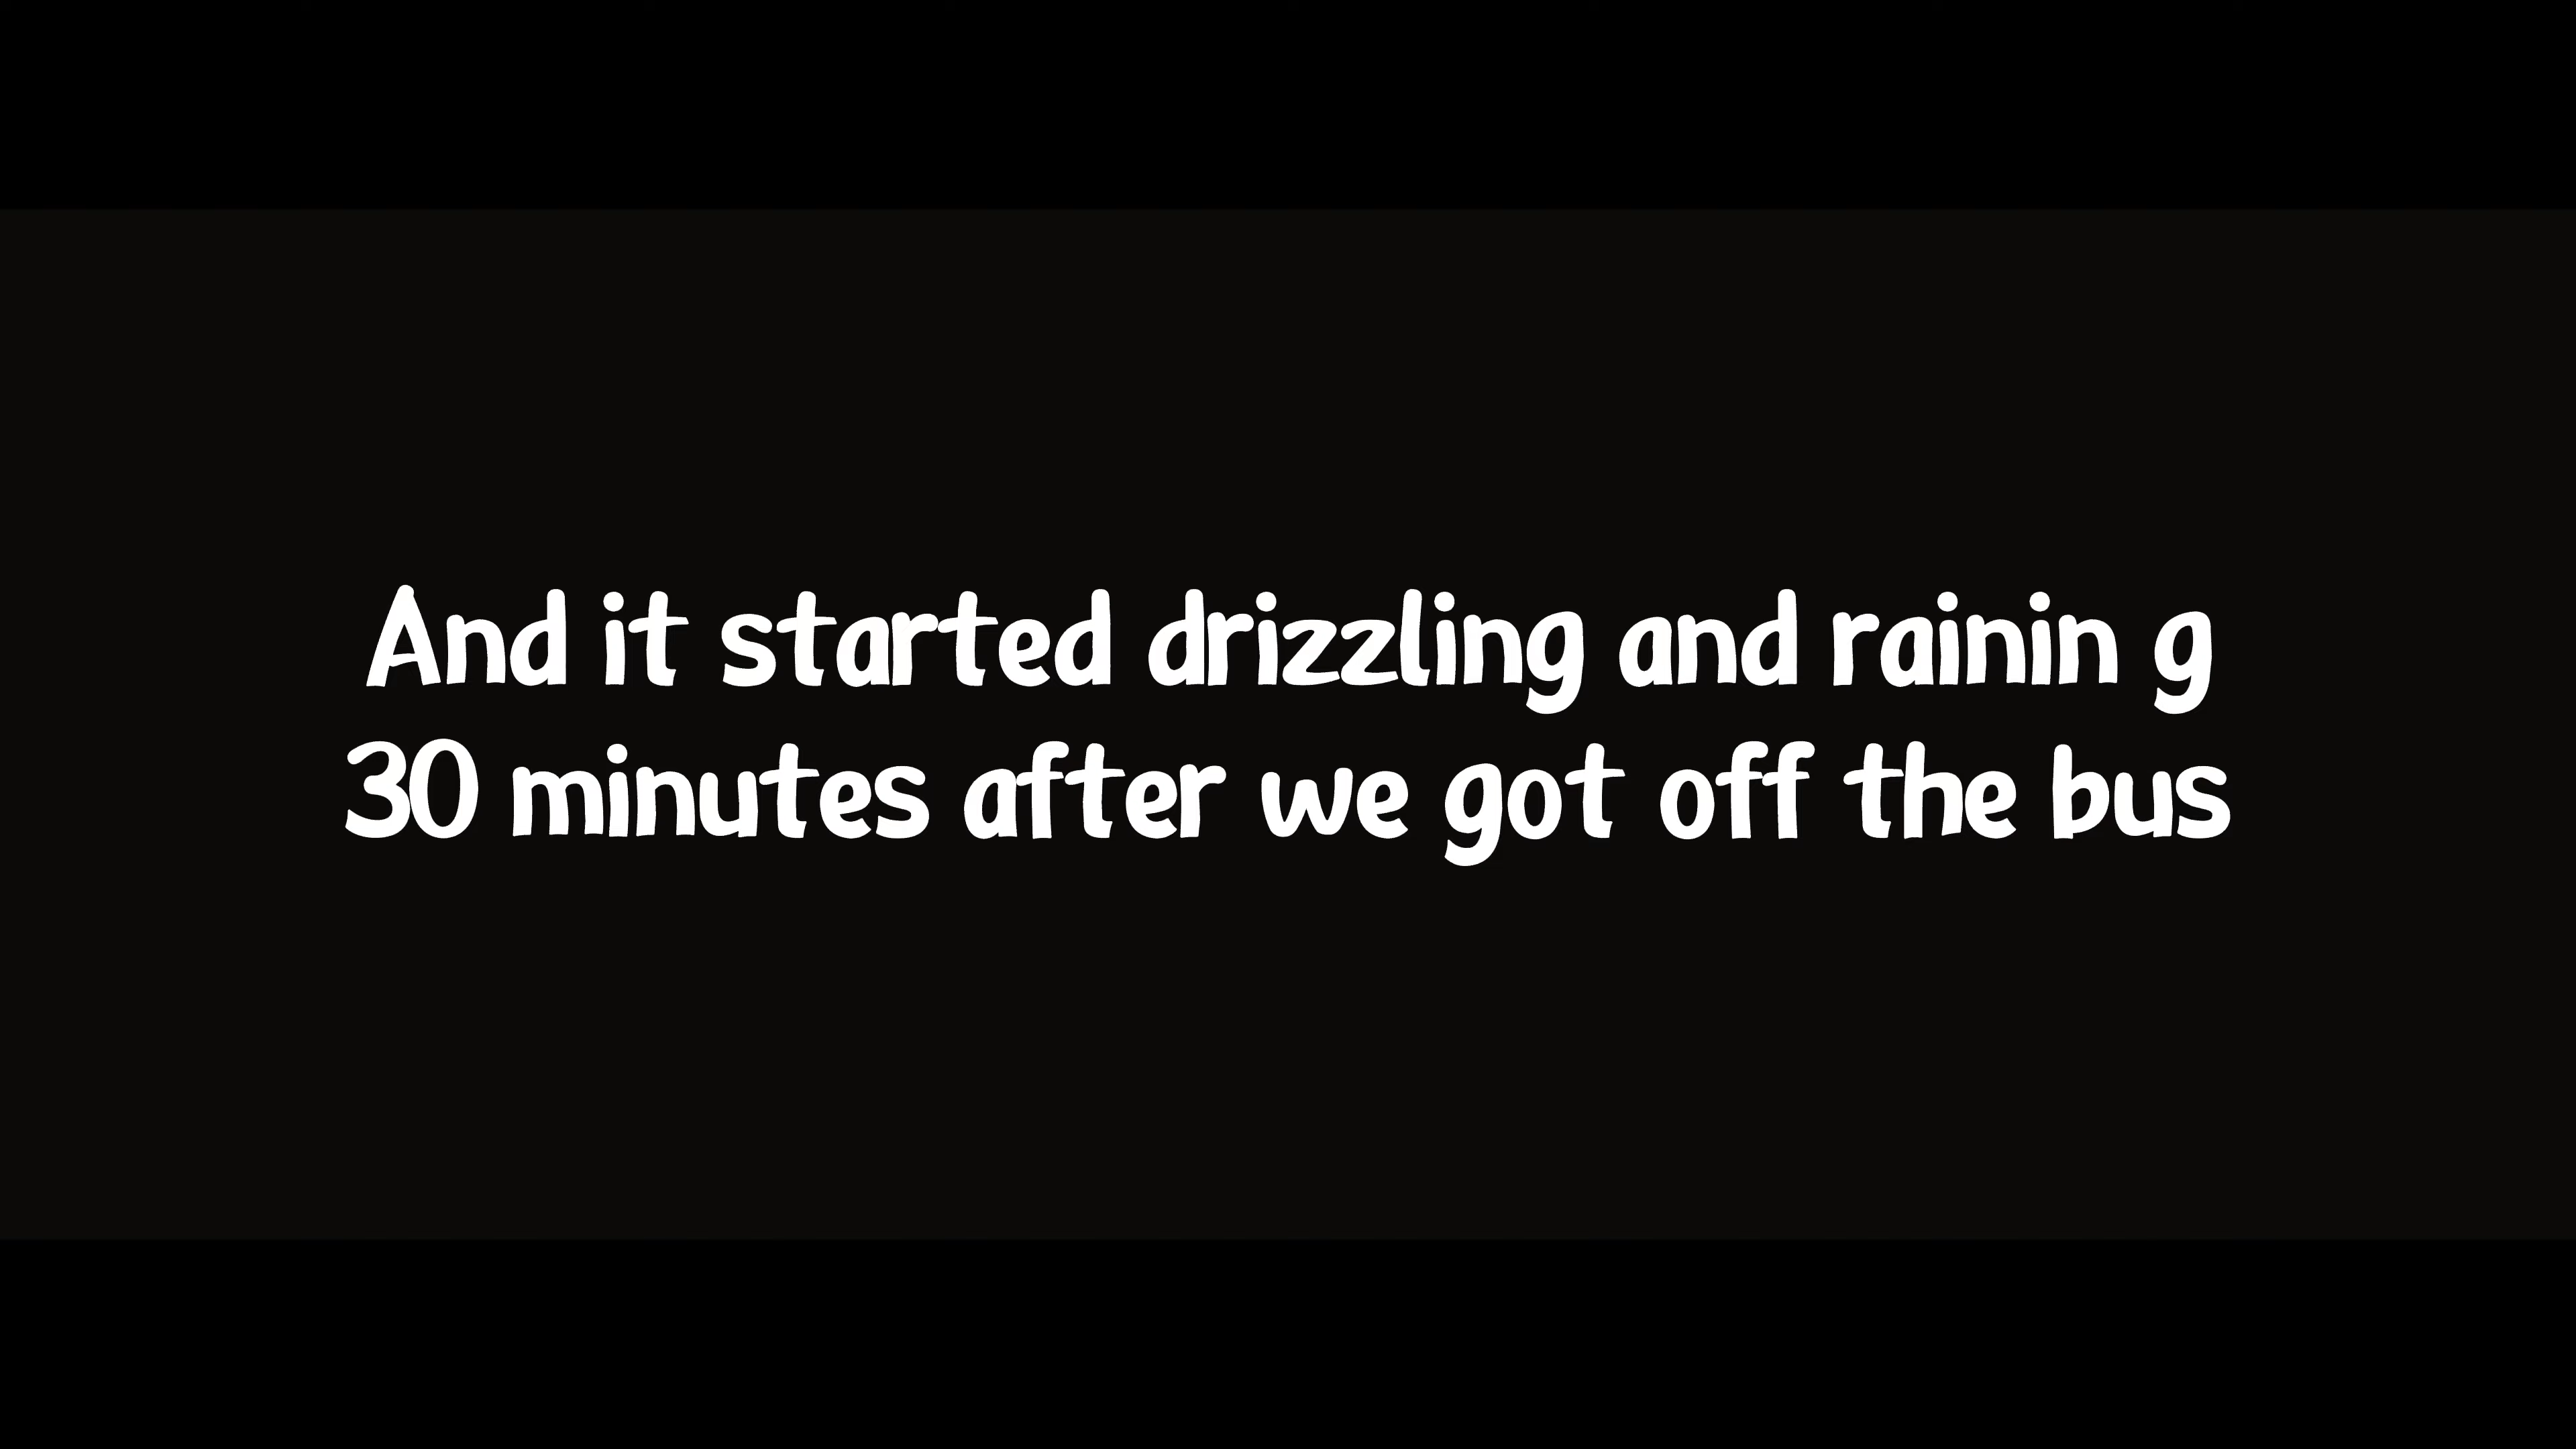 And it started drizzling and rainin g
30 minutes after we got off the bus